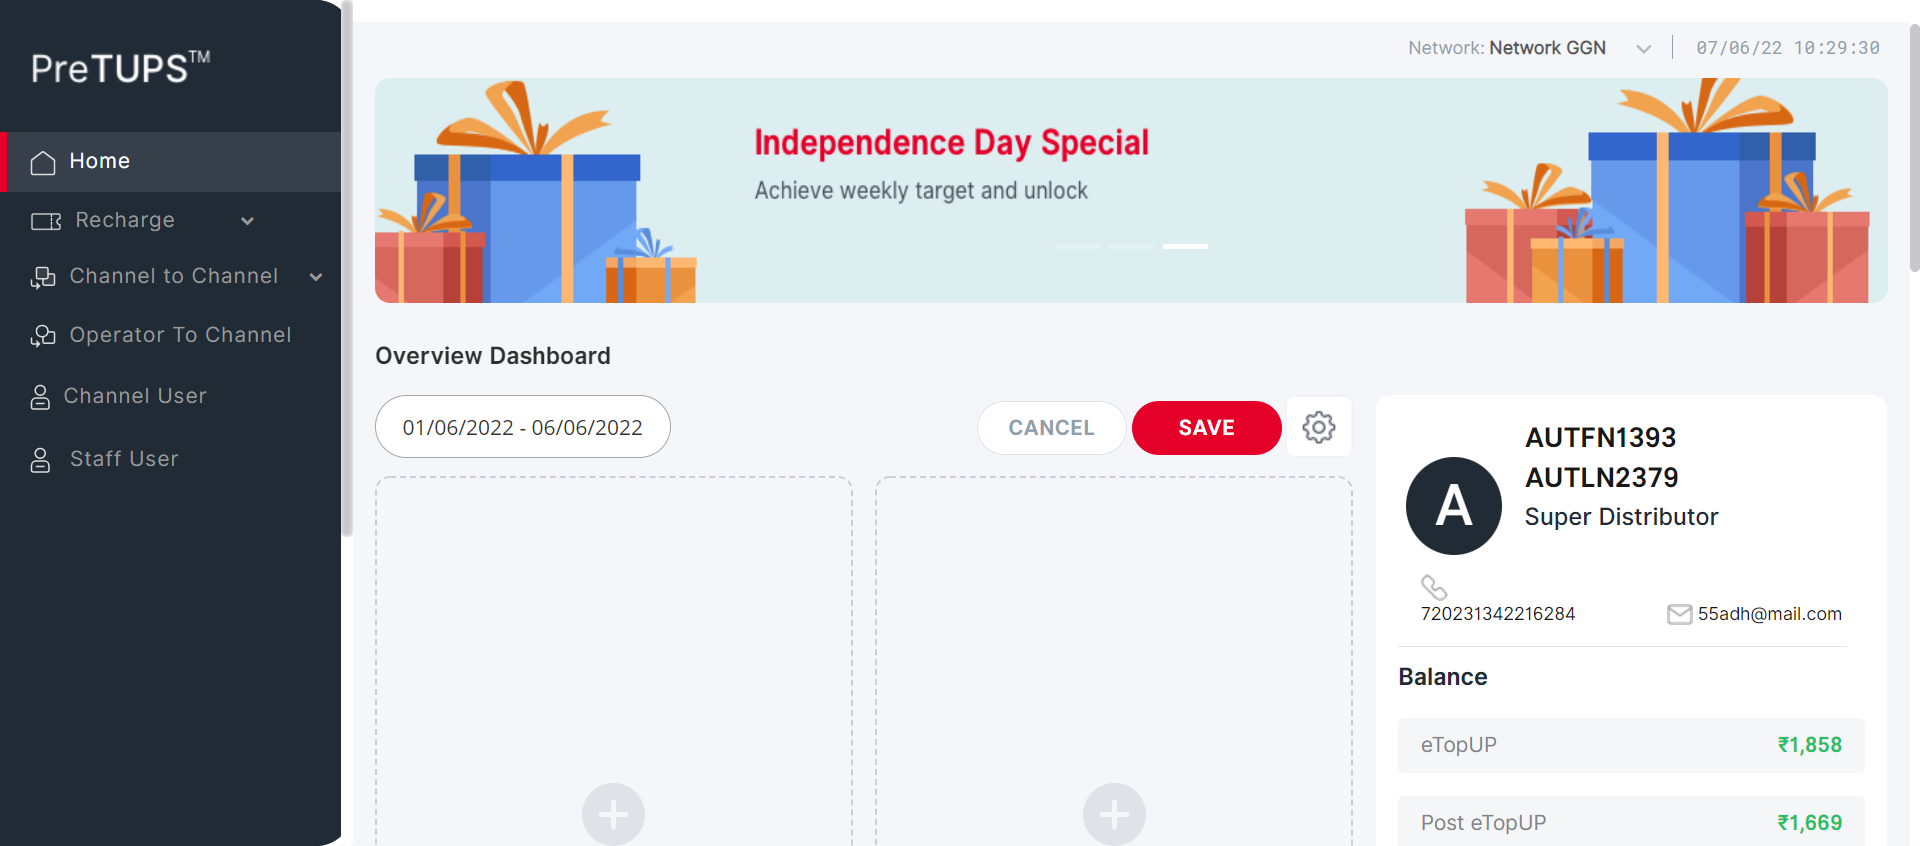 PreTUPS™
Home
Recharge
Channel to Channel
Operator To Channel
Channel User
Staff User
Network: Network GGN
07/06/22 10:29:30
Independence Day Special
Achieve weekly target and unlock
Overview Dashboard
01/06/2022 - 06/06/2022
CANCEL
SAVE
A
AUTFN1393
AUTLN2379
Super Distributor
720231342216284
55adh@mail.com
Balance
eTopUP ₹1,858
Post eTopUP ₹1,669